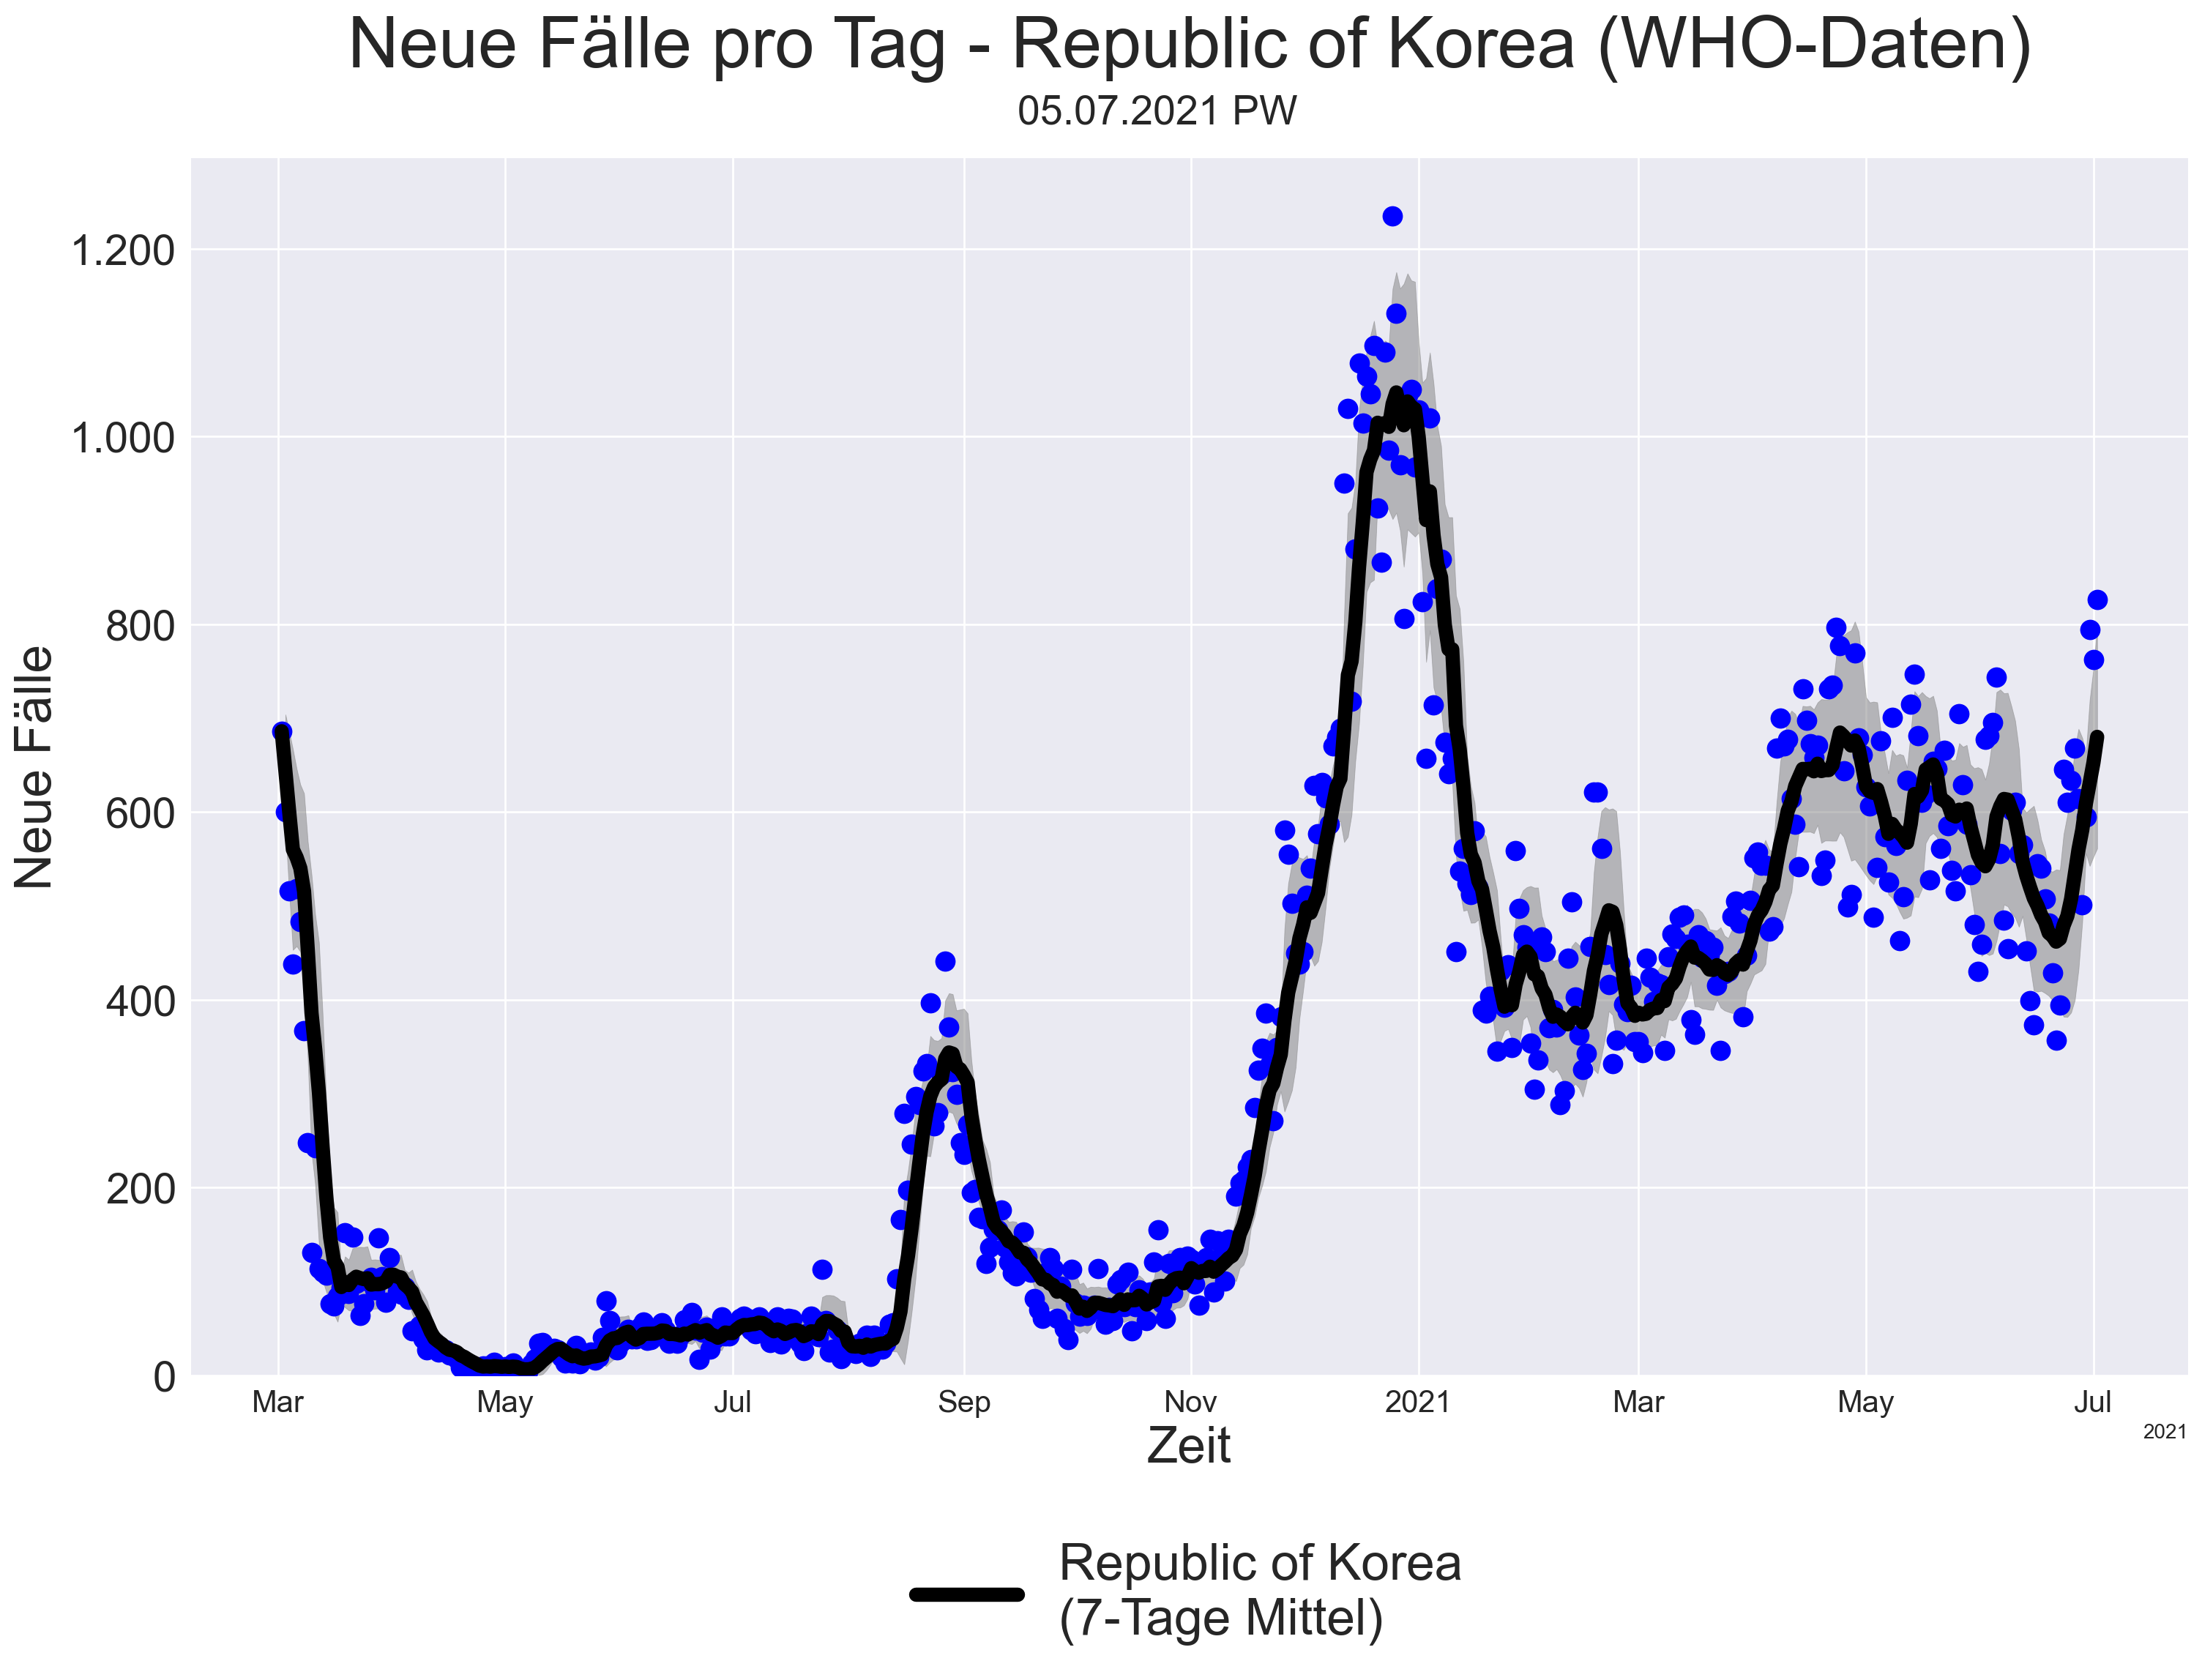 Neue Fälle pro Tag - Republic of Korea (WHO-Daten)
05.07.2021 PW
Neue Fälle
1.200
1.000
800
600
400
200
0
Mar May Jul Sep Nov 2021 Mar May Jul
2021
Zeit
Republic of Korea
(7-Tage Mittel)